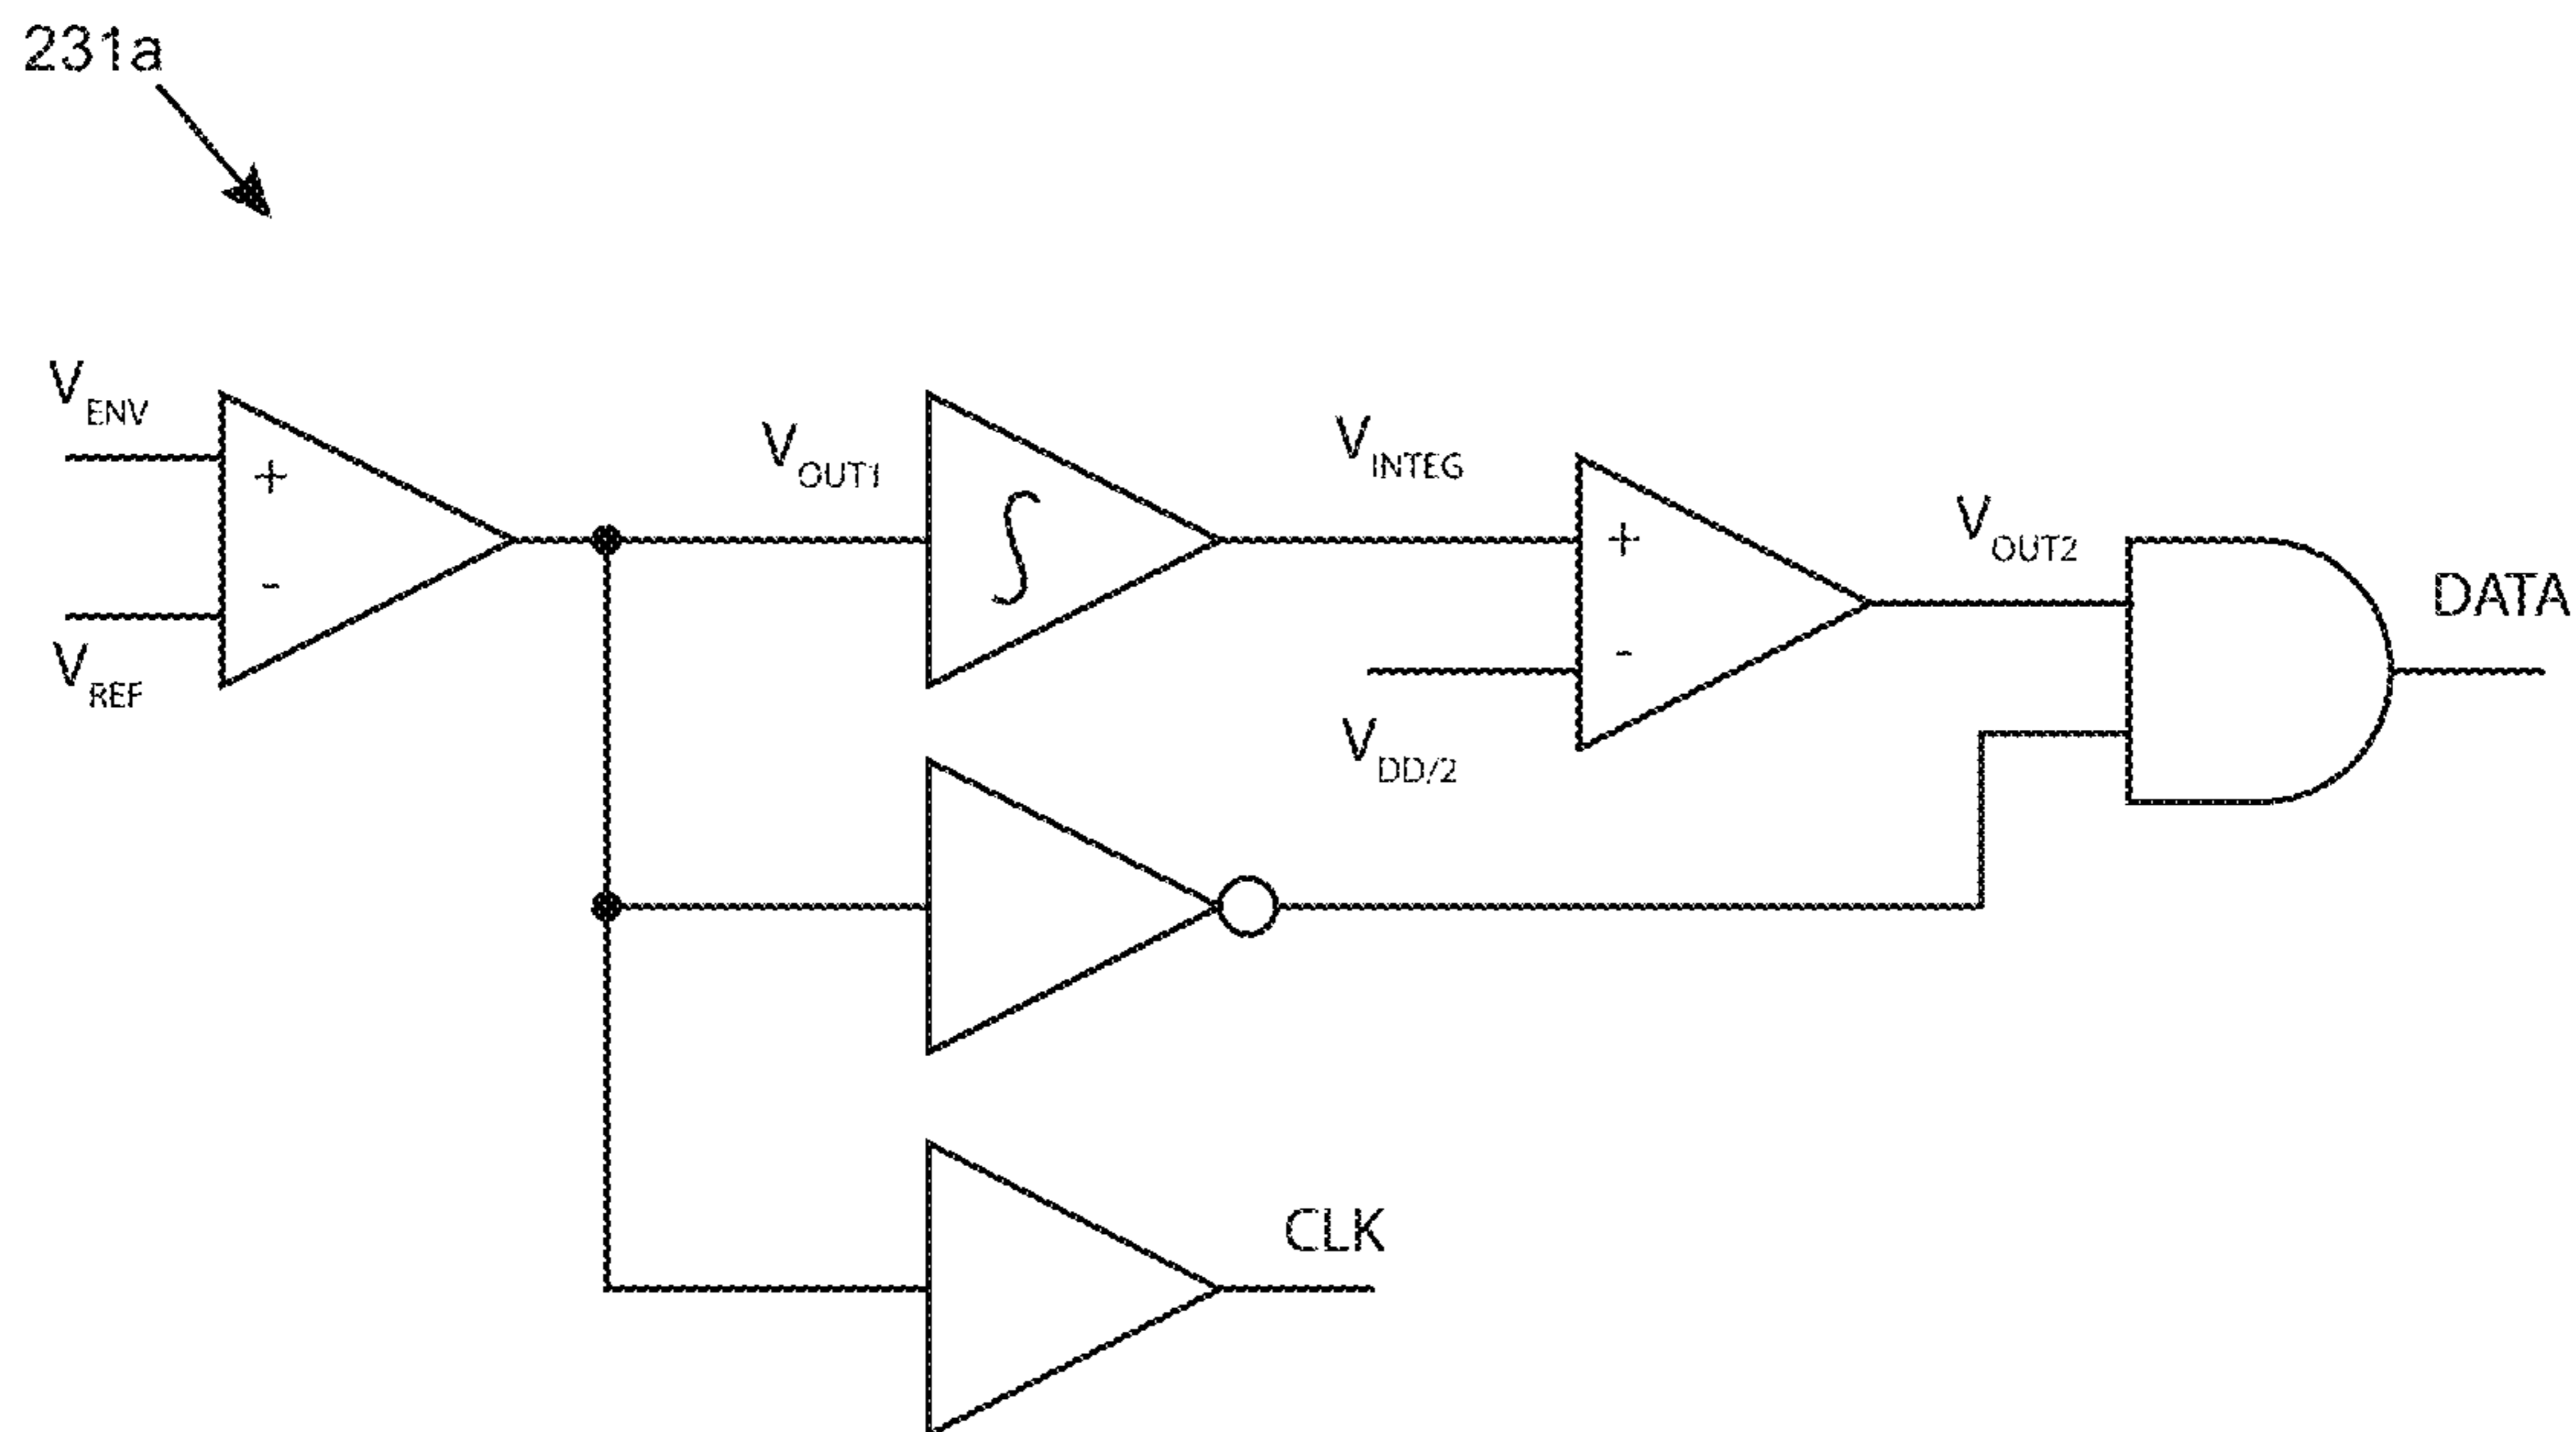 231a
VENV
+
-
VREF
VOUT1
∫
VINTEG
+
-
VDD/2
VOUT2
DATA
CLK